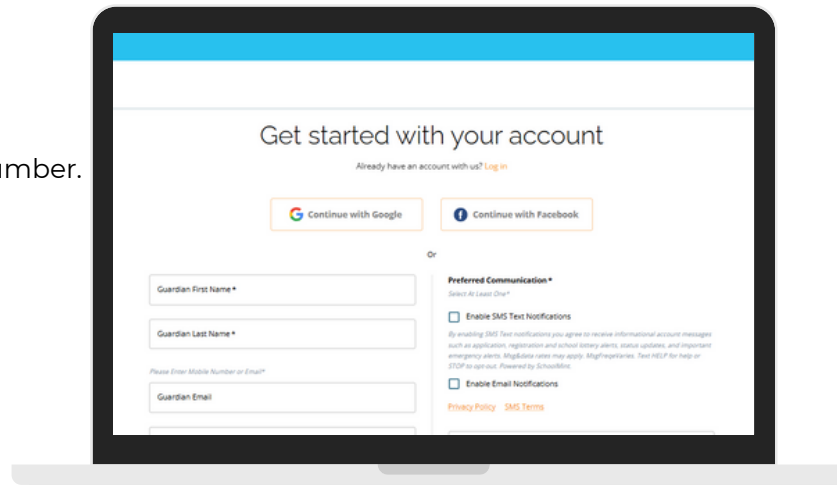 Get started with your account
Already have an account with us? Log in
Continue with Google
Continue with Facebook
Or
Guardian First Name *
Guardian Last Name *
Please Enter Mobile Number or Email*
Guardian Email
Preferred Communication *
Select At Least One*
Enable SMS Text Notifications
By enabling SMS Text notifications you agree to receive informational account messages
such as application, registration and school lottery alerts, status updates, and important
emergency alerts. Msg&data rates may apply. MsgFreqVaries. Text HELP for help or
STOP to opt-out. Powered by SchoolMint.
Enable Email Notifications
Privacy Policy SMS Terms